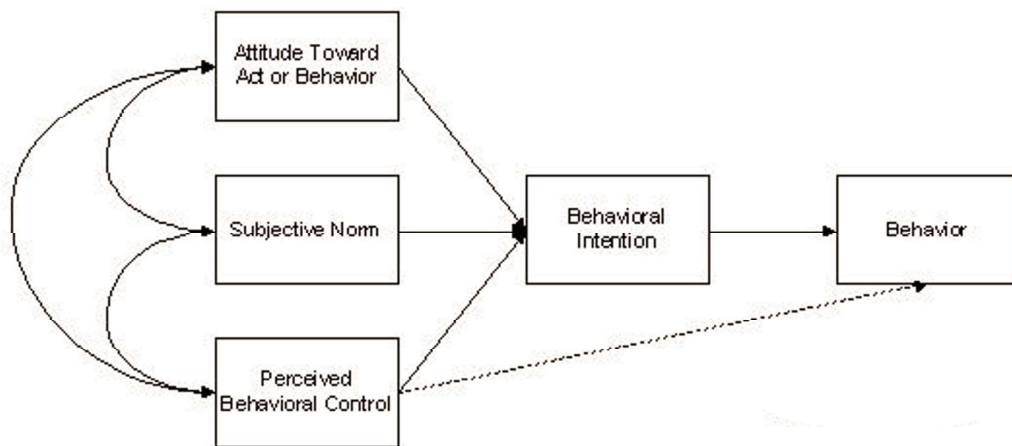 Attitude Toward
Act or Behavior
Subjective Norm
Behavioral
Intention
Behavior
Perceived
Behavioral Control